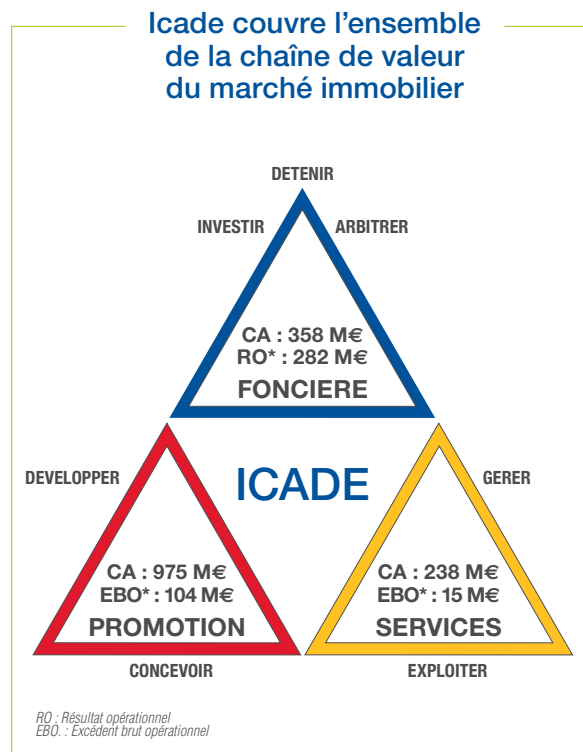 Icade couvre l'ensemble
de la chaîne de valeur
du marché immobilier
DETENIR
INVESTIR
ARBITRER
CA : 358 M€
RO* : 282 M€
FONCIERE
DEVELOPPER
ICADE
GERER
CA : 975 M€
EBO* : 104 M€
PROMOTION
CA : 238 M€
EBO* : 15 M€
SERVICES
CONCEVOIR
EXPLOITER
RO : Résultat opérationnel
EBO. : Excédent brut opérationnel